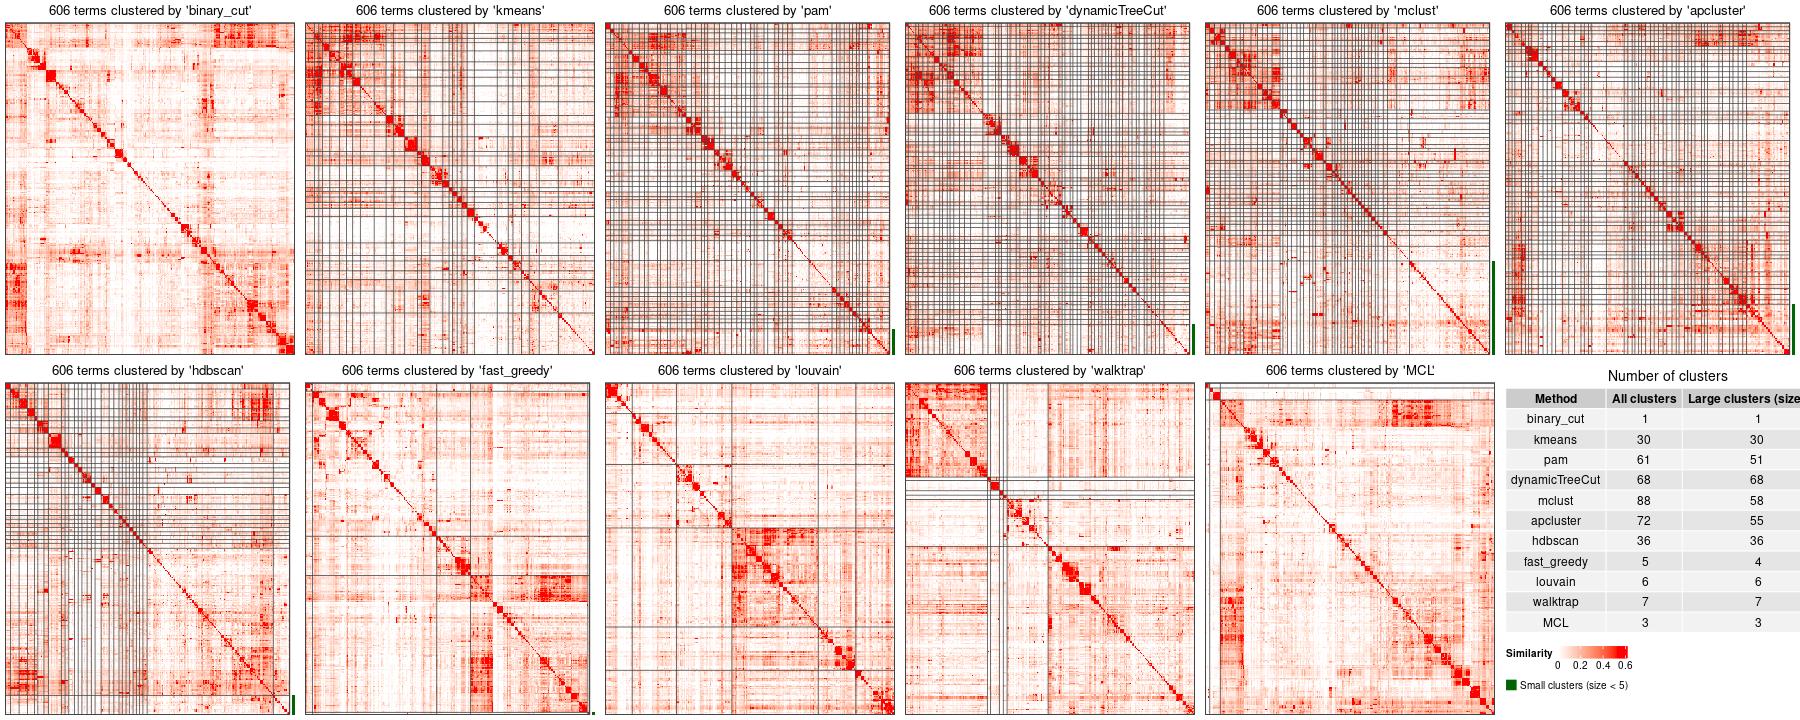 606 terms clustered by 'binary_cut'
606 terms clustered by 'kmeans'
606 terms clustered by 'pam'
606 terms clustered by 'dynamicTreeCut'
606 terms clustered by 'mclust'
606 terms clustered by 'apcluster'
606 terms clustered by 'hdbscan'
606 terms clustered by 'fast_greedy'
606 terms clustered by 'louvain'
606 terms clustered by 'walktrap'
606 terms clustered by 'MCL'
Number of clusters
Method All clusters Large clusters (size
binary_cut 1 1
kmeans 30 30
pam 61 51
dynamicTreeCut 68 68
mclust 88 58
apcluster 72 55
hdbscan 36 36
fast_greedy 5 4
louvain 6 6
walktrap 7 7
MCL 3 3
Similarity
0 0.2 0.4 0.6
Small clusters (size < 5)